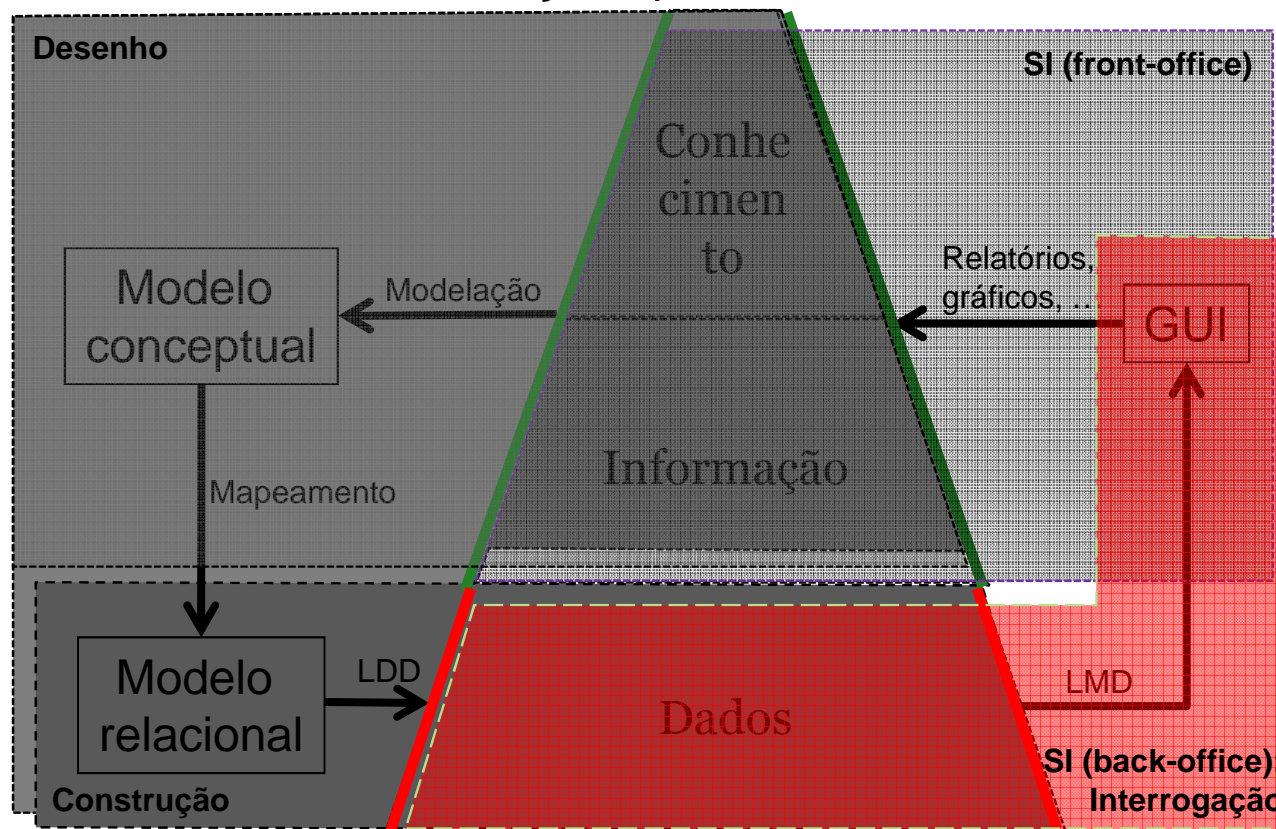 Desenho
SI (front-office)
Conhe
cimen
to
Relatórios,
gráficos, …
GUI
Modelação
Modelo
conceptual
Informação
Mapeamento
Modelo
relacional
LDD
Dados
LMD
SI (back-office)
Interrogação
Construção